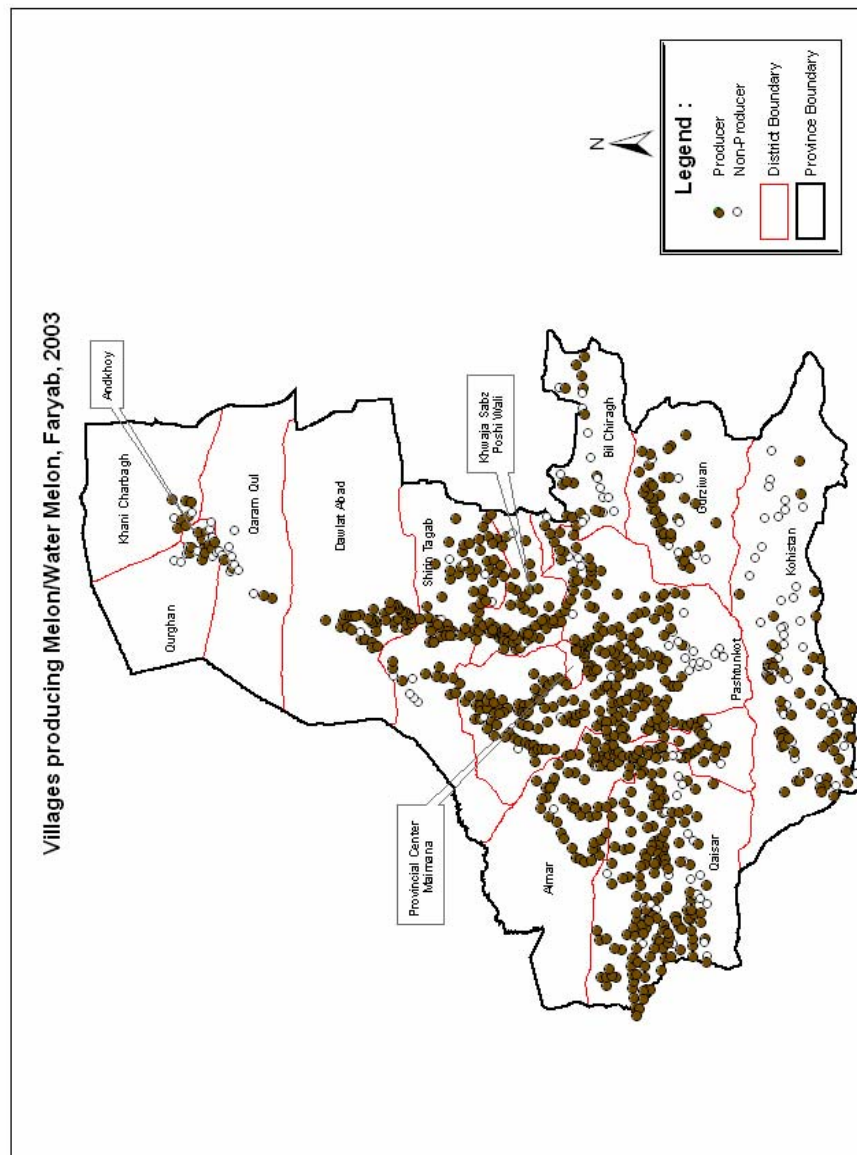 Villages producing Melon/Water Melon, Faryab, 2003
Andkhoy
Khani Charbagh
Qurghan
Qaram Qul
Dawlat Abad
Shirin Tagab
Khwaja Sabz
Poshi Wali
Provincial Center
Maimana
Almar
Bil Chiragh
Gurziwan
Pashtunkot
Qaisar
Kohistan
N
Legend :
Producer
Non-Producer
District Boundary
Province Boundary